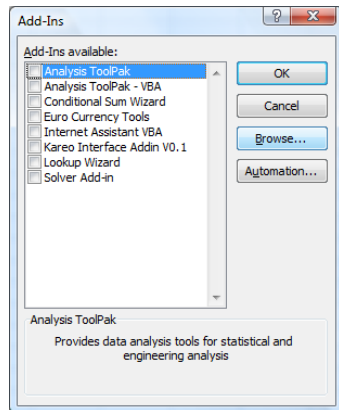 Add-Ins
Add-Ins available:
Analysis ToolPak
Analysis ToolPak - VBA
Conditional Sum Wizard
Euro Currency Tools
Internet Assistant VBA
Kareo Interface Addin V0.1
Lookup Wizard
Solver Add-in
OK
Cancel
Browse...
Automation...
Analysis ToolPak
Provides data analysis tools for statistical and
engineering analysis